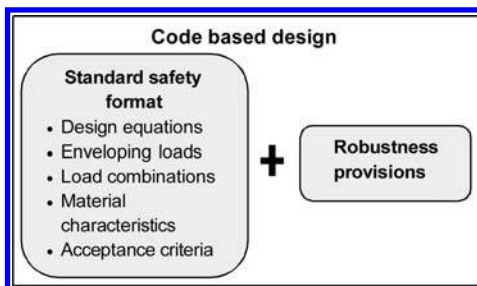 Code based design
Standard safety
format
• Design equations
• Enveloping loads
• Load combinations
• Material
characteristics
• Acceptance criteria
+
Robustness
provisions